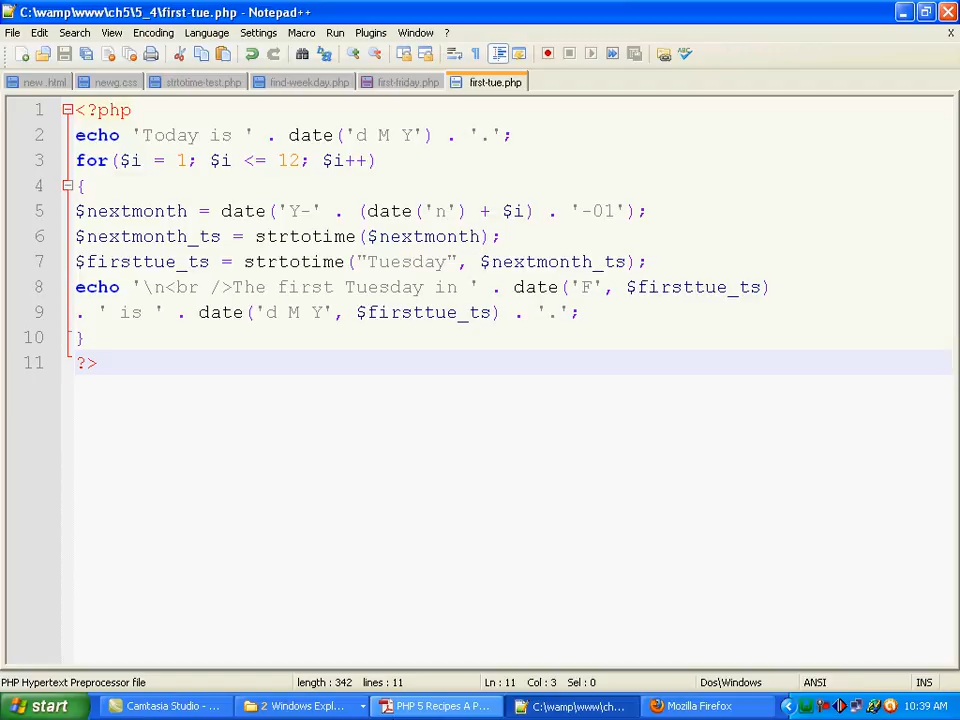 C:\wamp\www\ch5\5_4\first-tue.php - Notepad++
File Edit Search View Encoding Language Settings Macro Run Plugins Window ? X
new .html newg.css strtotime-test.php find-weekday.php first-friday.php first-tue.php
1 <?php
2 echo 'Today is ' . date('d M Y') . '.';
3 for($i = 1; $i <= 12; $i++)
4 {
5 $nextmonth = date('Y-' . (date('n') + $i) . '-01');
6 $nextmonth_ts = strtotime($nextmonth);
7 $firsttue_ts = strtotime("Tuesday", $nextmonth_ts);
8 echo '\n<br />The first Tuesday in ' . date('F', $firsttue_ts)
9 . ' is ' . date('d M Y', $firsttue_ts) . '.';
10 }
11 ?>
PHP Hypertext Preprocessor file length : 342 lines : 11 Ln : 11 Col : 3 Sel : 0 Dos\Windows ANSI INS
start Camtasia Studio - ... 2 Windows Expl... PHP 5 Recipes A P... C:\wamp\www\ch... Mozilla Firefox 10:39 AM